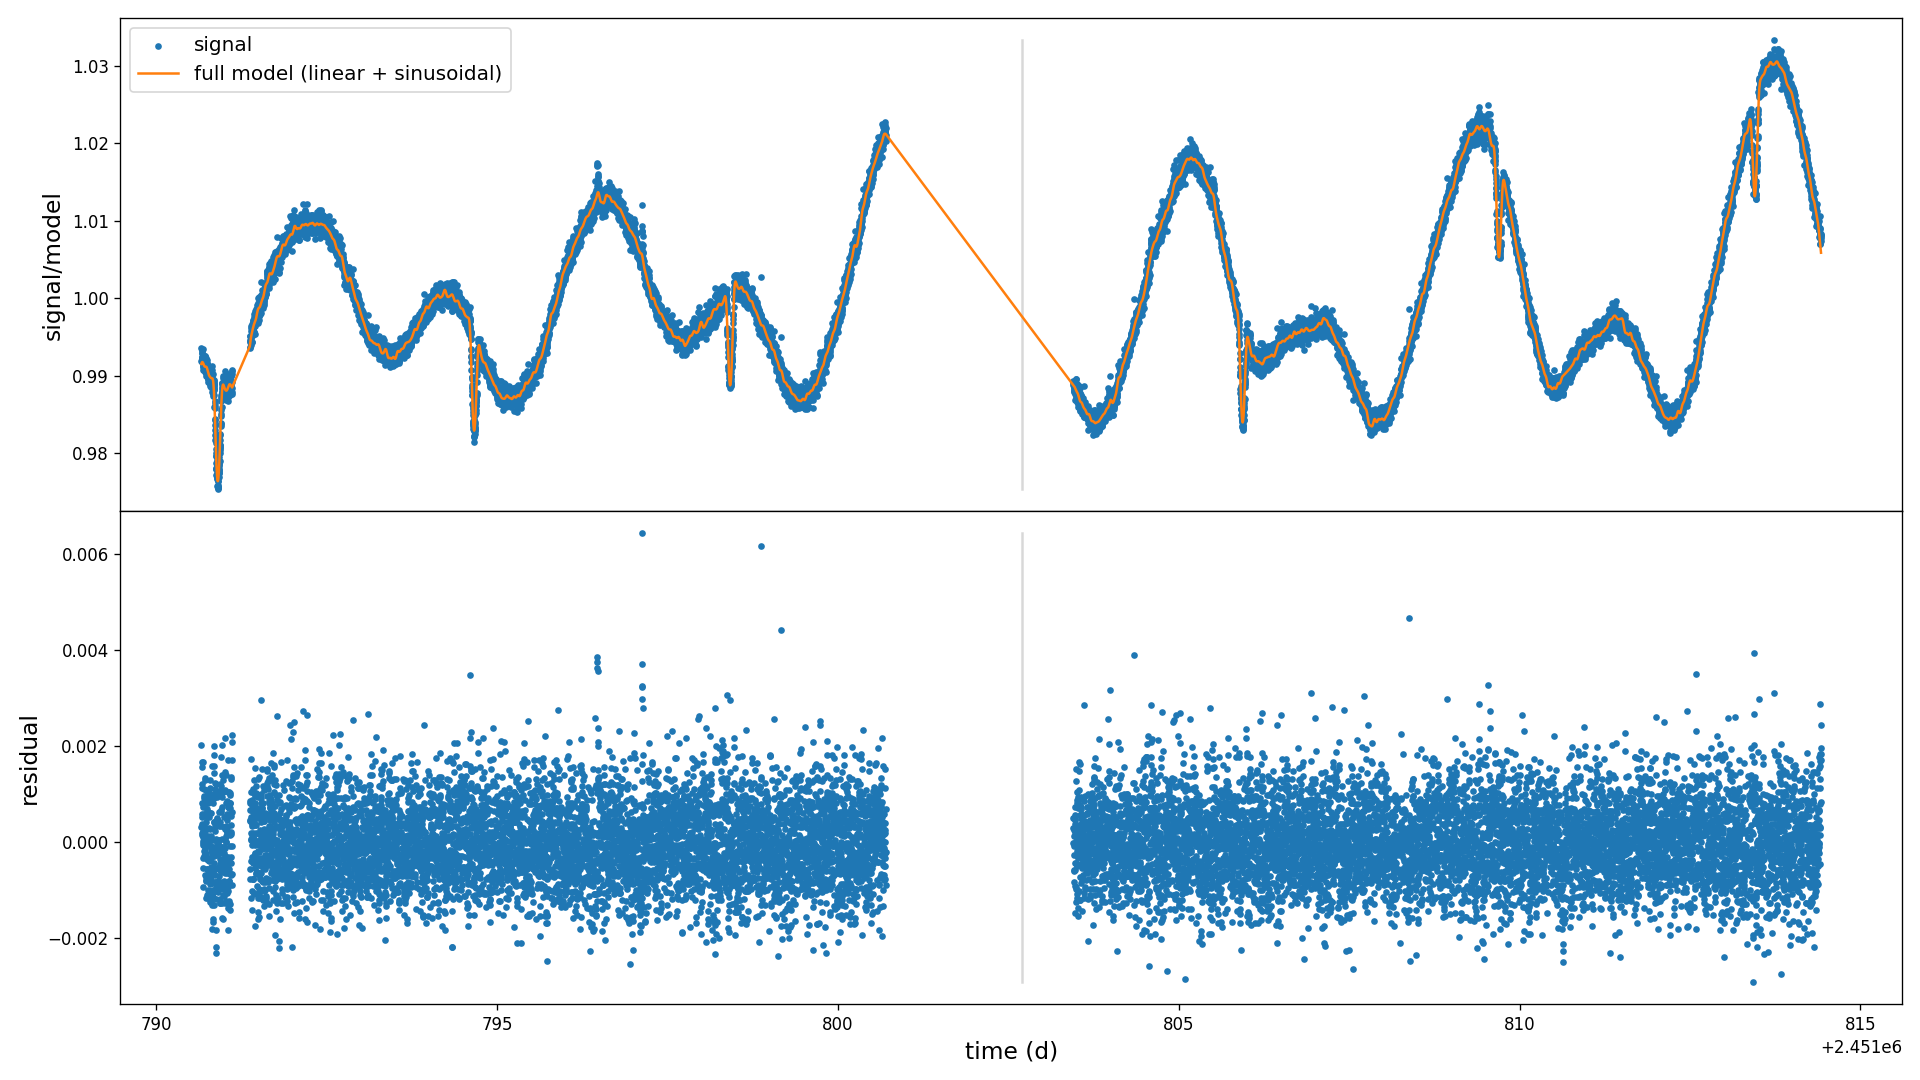 signal
full model (linear + sinusoidal)
signal/model
1.03
1.02
1.01
1.00
0.99
0.98
residual
0.006
0.004
0.002
0.000
−0.002
790
795
800
805
810
815
time (d)
+2.451e6